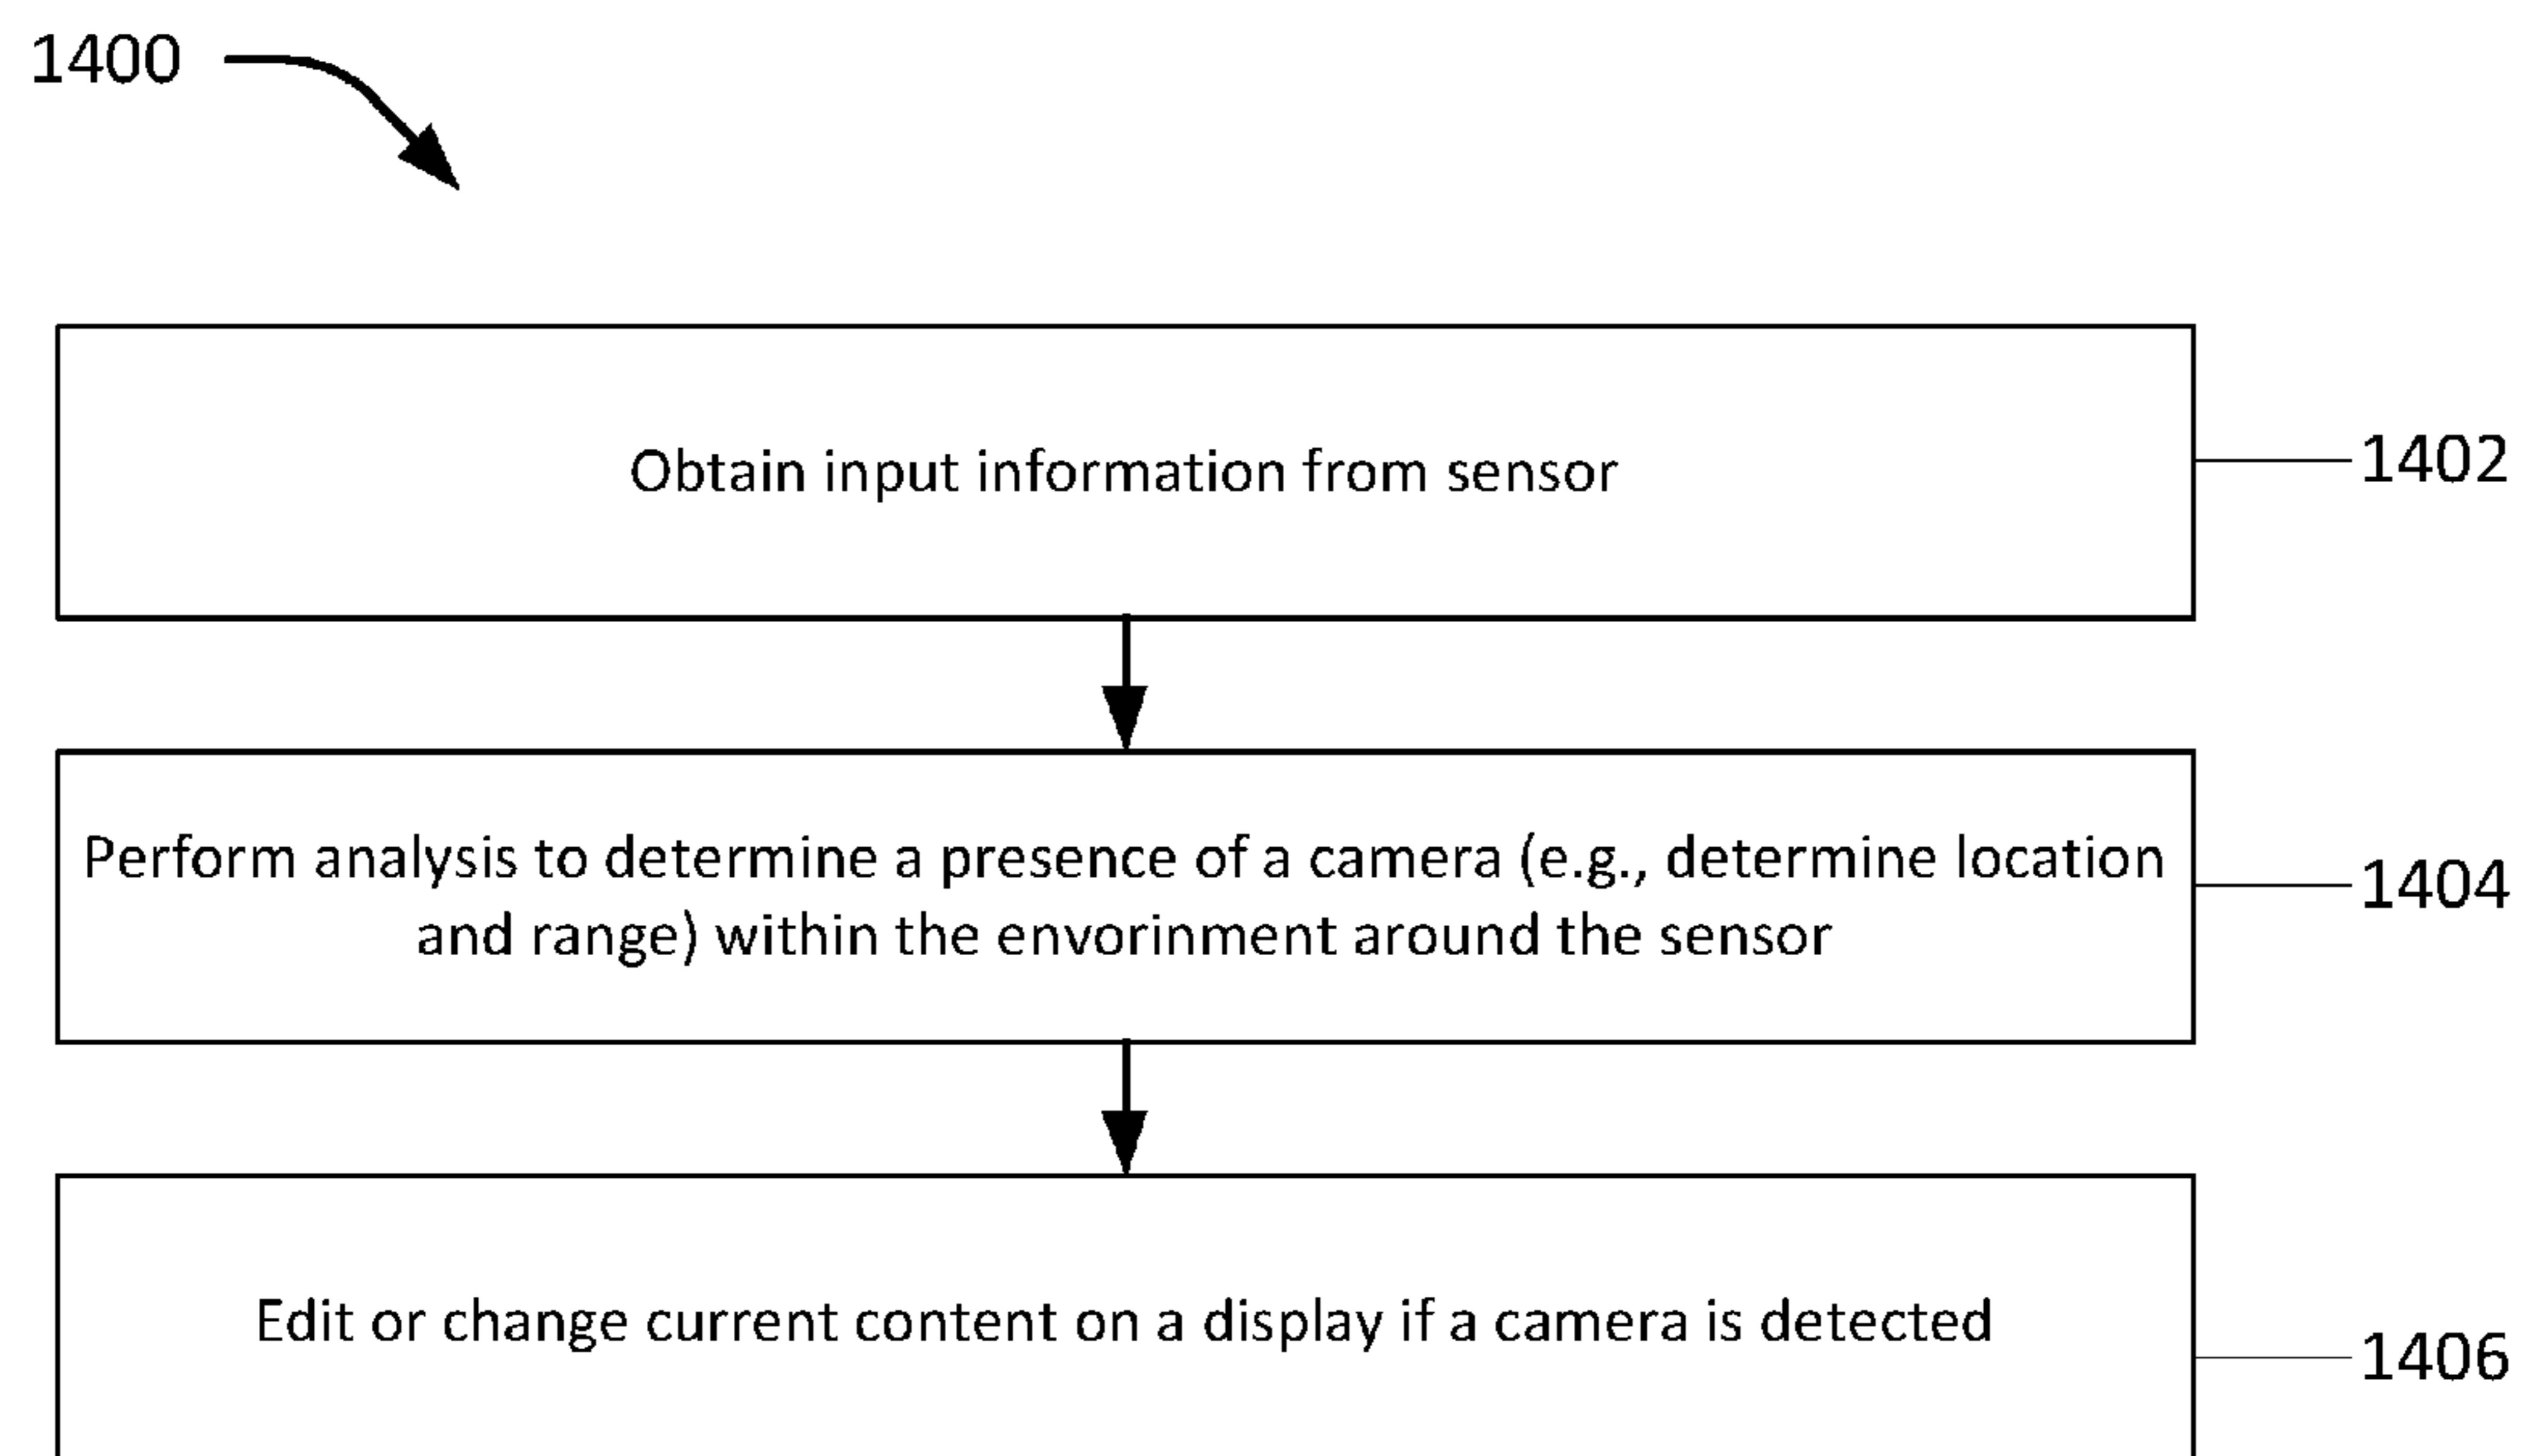 1400
Obtain input information from sensor
1402
Perform analysis to determine a presence of a camera (e.g., determine location
and range) within the envorinment around the sensor
1404
Edit or change current content on a display if a camera is detected
1406